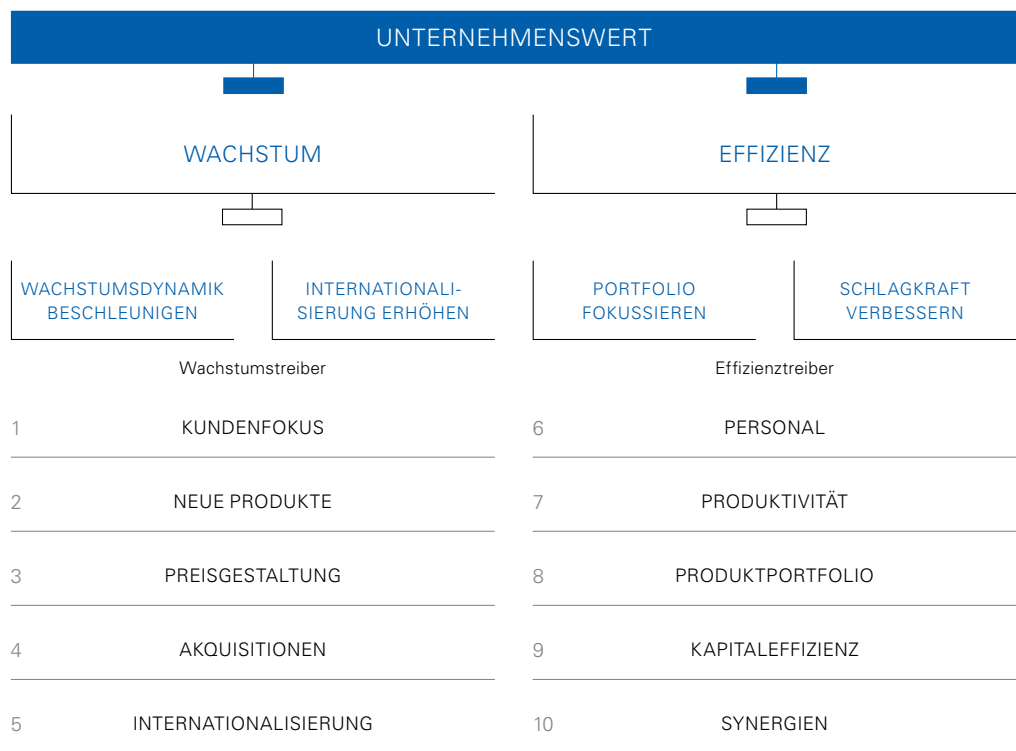 UNTERNEHMENSWERT
WACHSTUM
EFFIZIENZ
WACHSTUMSDYNAMIK
BESCHLEUNIGEN
INTERNATIONALI-
SIERUNG ERHÖHEN
PORTFOLIO
FOKUSSIEREN
SCHLAGKRAFT
VERBESSERN
Wachstumstreiber
1 KUNDENFOKUS
2 NEUE PRODUKTE
3 PREISGESTALTUNG
4 AKQUISITIONEN
5 INTERNATIONALISIERUNG
Effizienztreiber
6 PERSONAL
7 PRODUKTIVITÄT
8 PRODUKTPORTFOLIO
9 KAPITALEFFIZIENZ
10 SYNERGIEN